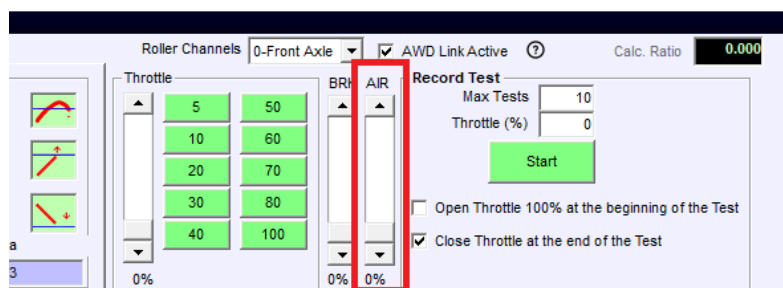 Roller Channels 0-Front Axle AWD Link Active ? Calc. Ratio 0.000
Throttle BRK AIR Record Test
Max Tests 10
Throttle (%) 0
5 50
10 60
20 70
30 80
40 100
Start
Open Throttle 100% at the beginning of the Test
Close Throttle at the end of the Test
a
3
0% 0% 0%